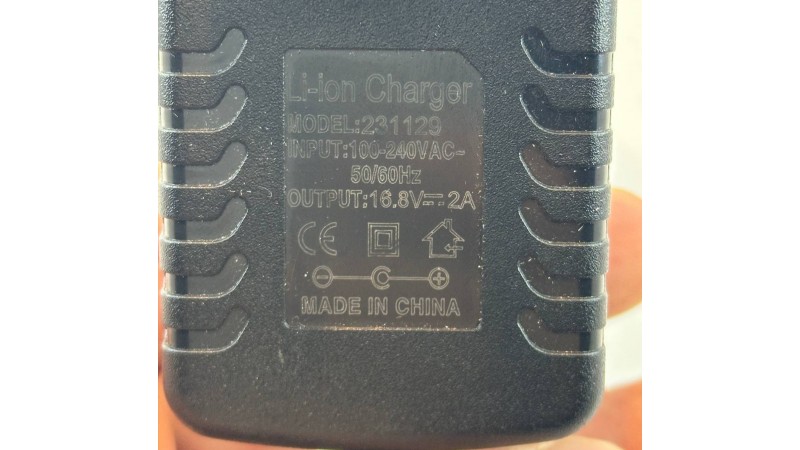 Li-ion Charger
MODEL:231129
INPUT:100-240VAC~
50/60Hz
OUTPUT:16.8V⎓2A
CE
MADE IN CHINA